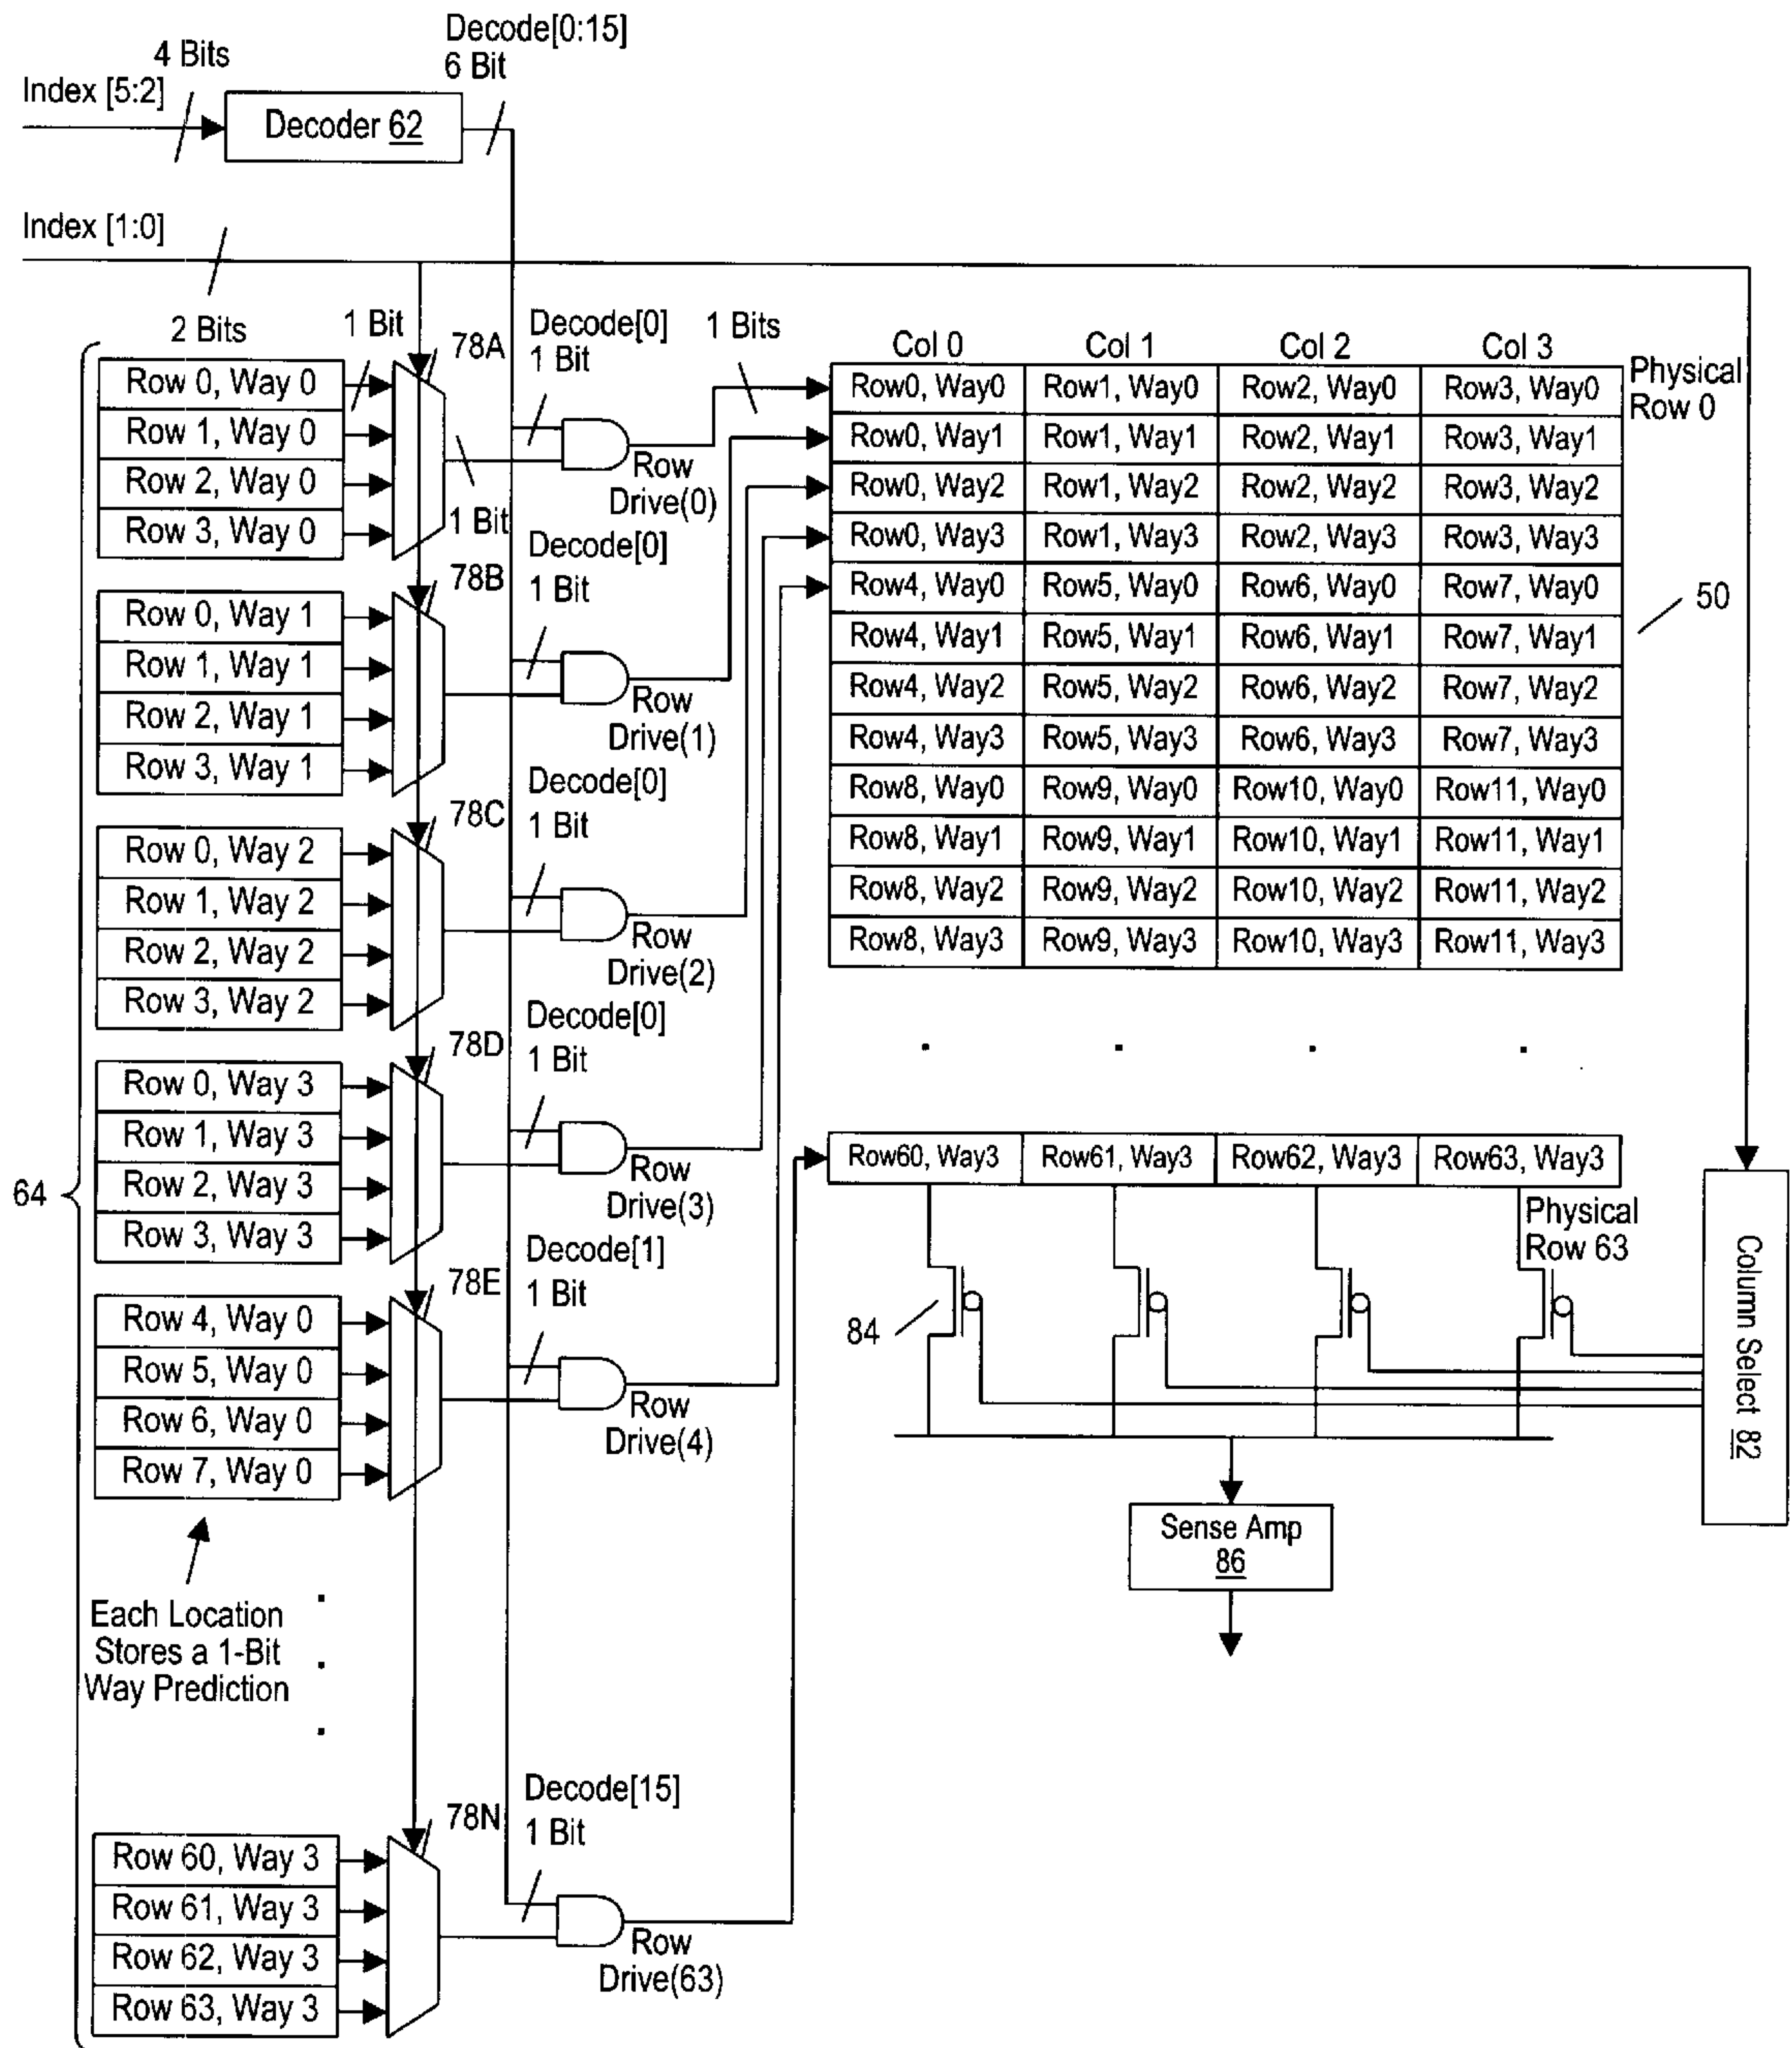 Decode[0:15]
4 Bits
6 Bit
Index [5:2]
Decoder 62
Index [1:0]
2 Bits
1 Bit
78A
Decode[0]
1 Bit
1 Bits
Col 0
Col 1
Col 2
Col 3
Row 0, Way 0
Row 1, Way 0
Row 2, Way 0
Row 3, Way 0
1 Bit
Row
Drive(0)
Row0, Way0
Row1, Way0
Row2, Way0
Row3, Way0
Physical
Row 0
Row0, Way1
Row1, Way1
Row2, Way1
Row3, Way1
Row0, Way2
Row1, Way2
Row2, Way2
Row3, Way2
Row0, Way3
Row1, Way3
Row2, Way3
Row3, Way3
Row4, Way0
Row5, Way0
Row6, Way0
Row7, Way0
50
Row4, Way1
Row5, Way1
Row6, Way1
Row7, Way1
Row4, Way2
Row5, Way2
Row6, Way2
Row7, Way2
Row4, Way3
Row5, Way3
Row6, Way3
Row7, Way3
Row8, Way0
Row9, Way0
Row10, Way0
Row11, Way0
Row8, Way1
Row9, Way1
Row10, Way1
Row11, Way1
Row8, Way2
Row9, Way2
Row10, Way2
Row11, Way2
Row8, Way3
Row9, Way3
Row10, Way3
Row11, Way3
78B
Decode[0]
1 Bit
Row 0, Way 1
Row 1, Way 1
Row 2, Way 1
Row 3, Way 1
Row
Drive(1)
78C
Decode[0]
1 Bit
Row 0, Way 2
Row 1, Way 2
Row 2, Way 2
Row 3, Way 2
Row
Drive(2)
78D
Decode[0]
1 Bit
Row 0, Way 3
Row 1, Way 3
Row 2, Way 3
Row 3, Way 3
Row
Drive(3)
64
Row60, Way3
Row61, Way3
Row62, Way3
Row63, Way3
Physical
Row 63
Column Select 82
84
78E
Decode[1]
1 Bit
Row 4, Way 0
Row 5, Way 0
Row 6, Way 0
Row 7, Way 0
Row
Drive(4)
Sense Amp
86
Each Location
Stores a 1-Bit
Way Prediction
78N
Decode[15]
1 Bit
Row 60, Way 3
Row 61, Way 3
Row 62, Way 3
Row 63, Way 3
Row
Drive(63)